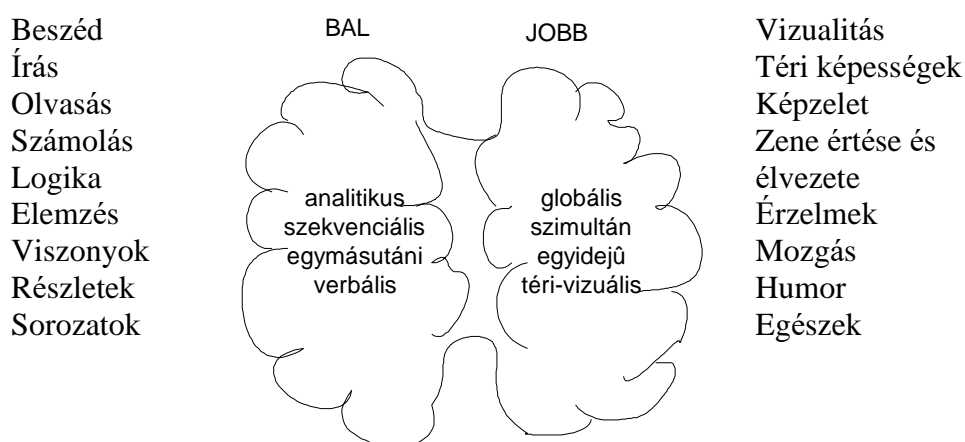 Beszéd
Írás
Olvasás
Számolás
Logika
Elemzés
Viszonyok
Részletek
Sorozatok
BAL
analitikus
szekvenciális
egymásutáni
verbális
JOBB
globális
szimultán
egyidejû
téri-vizuális
Vizualitás
Téri képességek
Képzelet
Zene értése és
élvezete
Érzelmek
Mozgás
Humor
Egészek